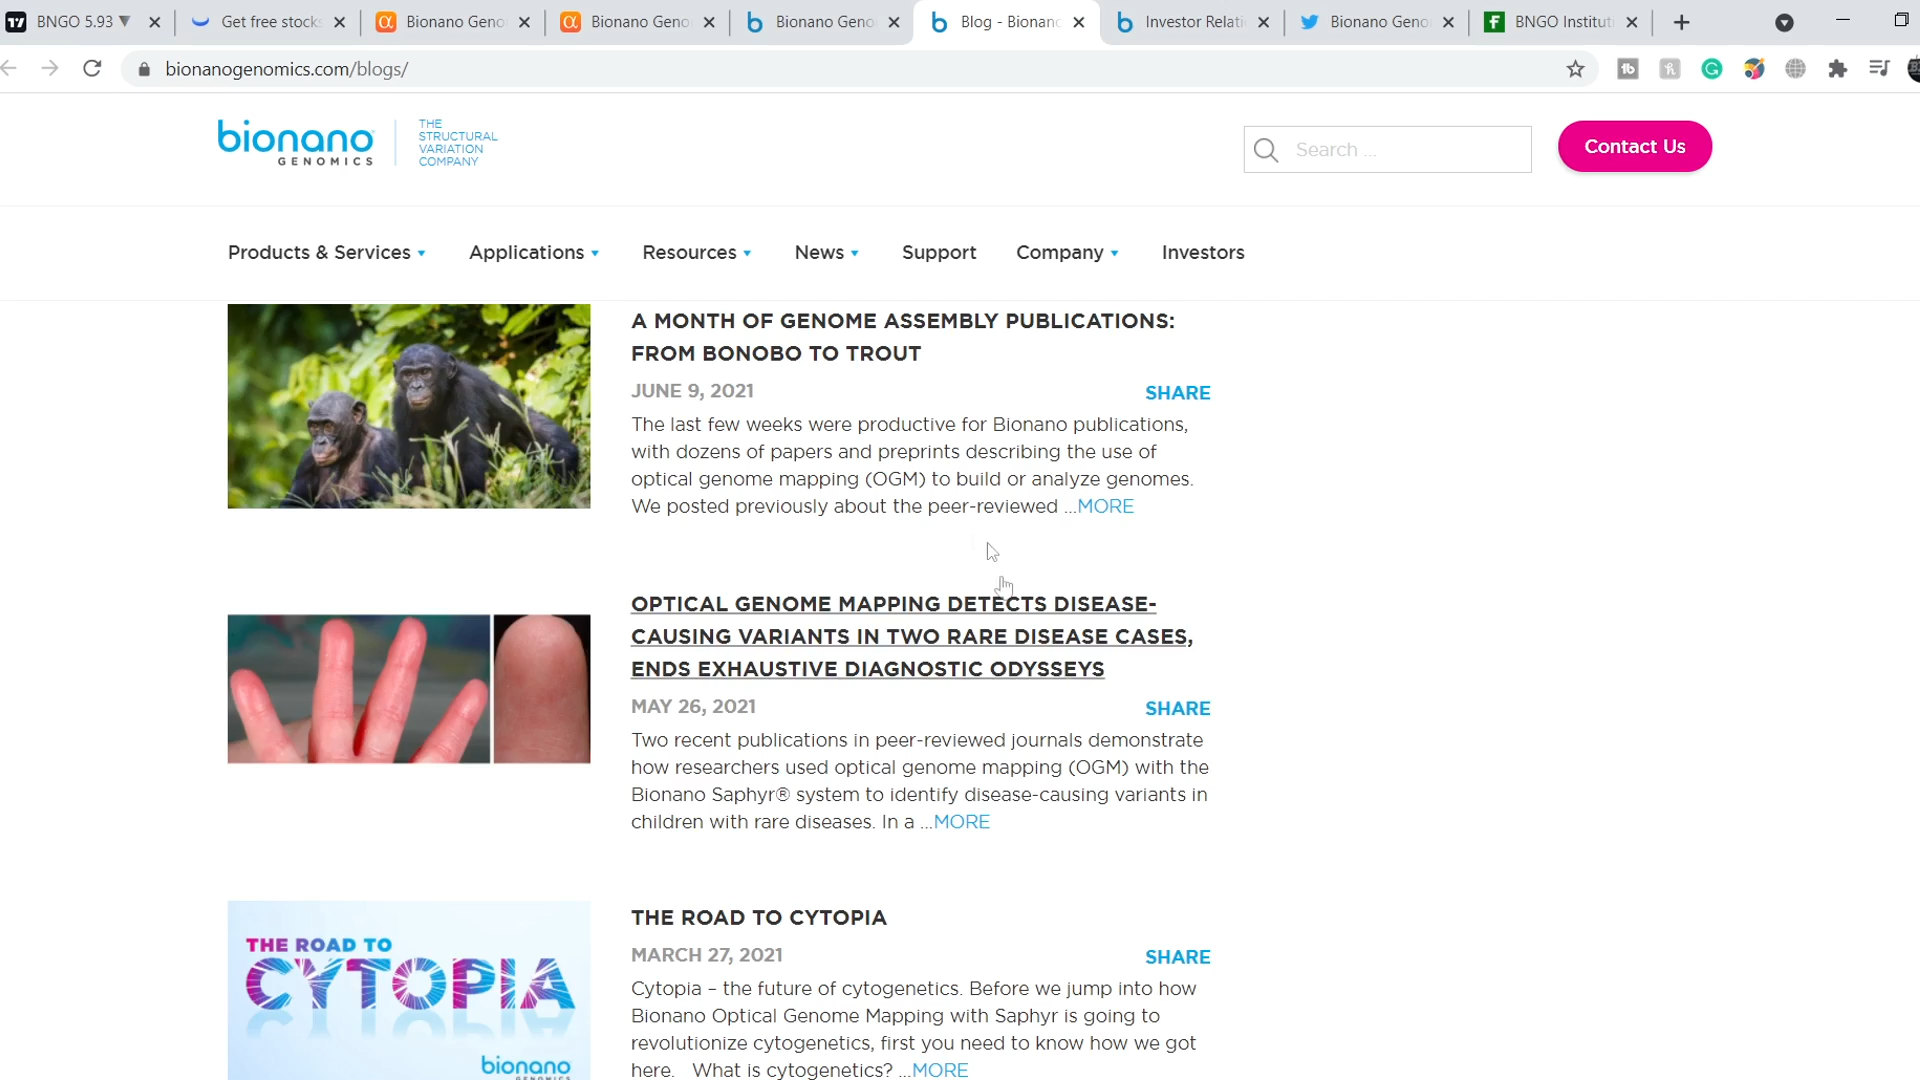 BNGO 5.93 ▼
Get free stocks
Bionano Geno
Bionano Geno
Bionano Geno
Blog - Bionano
Investor Relati
Bionano Geno
BNGO Instituti
bionanogenomics.com/blogs/
bionano
GENOMICS
THE
STRUCTURAL
VARIATION
COMPANY
Search ...
Contact Us
Products & Services
Applications
Resources
News
Support
Company
Investors
A MONTH OF GENOME ASSEMBLY PUBLICATIONS:
FROM BONOBO TO TROUT
JUNE 9, 2021
SHARE
The last few weeks were productive for Bionano publications,
with dozens of papers and preprints describing the use of
optical genome mapping (OGM) to build or analyze genomes.
We posted previously about the peer-reviewed ...MORE
OPTICAL GENOME MAPPING DETECTS DISEASE-
CAUSING VARIANTS IN TWO RARE DISEASE CASES,
ENDS EXHAUSTIVE DIAGNOSTIC ODYSSEYS
MAY 26, 2021
SHARE
Two recent publications in peer-reviewed journals demonstrate
how researchers used optical genome mapping (OGM) with the
Bionano Saphyr® system to identify disease-causing variants in
children with rare diseases. In a ...MORE
THE ROAD TO
CYTOPIA
bionano
THE ROAD TO CYTOPIA
MARCH 27, 2021
SHARE
Cytopia – the future of cytogenetics. Before we jump into how
Bionano Optical Genome Mapping with Saphyr is going to
revolutionize cytogenetics, first you need to know how we got
here. What is cytogenetics? ...MORE